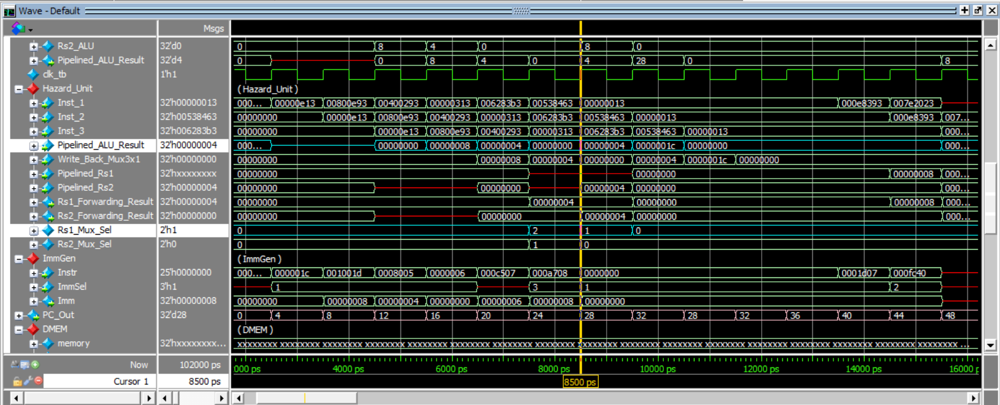 Wave - Default
Msgs
Rs2_ALU 32'd0 0 8 4 0 8 0
Pipelined_ALU_Result 32'd4 0 0 8 4 0 4 28 0 8
clk_tb 1'h1
Hazard_Unit (Hazard_Unit)
Inst_1 32'h00000013 000... 00000e13 00800e93 00400293 00000313 006283b3 00538463 00000013 000e8393 007e2023
Inst_2 32'h00538463 00000000 00000e13 00800e93 00400293 00000313 006283b3 00538463 00000013 000e8393 007...
Inst_3 32'h006283b3 00000000 00000e13 00800e93 00400293 00000313 006283b3 00538463 00000013 000...
Pipelined_ALU_Result 32'h00000004 000... 00000000 00000008 00000004 00000000 00000004 0000001c 00000000 000...
Write_Back_Mux3x1 32'h00000000 00000000 00000008 00000004 00000000 00000004 0000001c 00000000
Pipelined_Rs1 32'hxxxxxxxx 00000000 00000000 00000008 000...
Pipelined_Rs2 32'h00000004 00000000 00000000 00000004 00000000 000...
Rs1_Forwarding_Result 32'h00000004 00000000 00000004 00000000 00000008 000...
Rs2_Forwarding_Result 32'h00000000 00000000 00000000 00000004 00000000 000...
Rs1_Mux_Sel 2'h1 0 2 1 0
Rs2_Mux_Sel 2'h0 0 1 0
ImmGen (ImmGen)
Instr 25'h0000000 000... 000001c 001001d 0008005 0000006 000c507 000a708 0000000 0001d07 000fc40
ImmSel 3'h1 1 3 1 2
Imm 32'h00000008 00000000 00000008 00000004 00000000 00000006 00000008 00000000
PC_Out 32'd28 0 4 8 12 16 20 24 28 32 28 32 36 40 44 48
DMEM (DMEM)
memory 32'hxxxxxxxx... xxxxxxxx xxxxxxxx xxxxxxxx xxxxxxxx xxxxxxxx xxxxxxxx xxxxxxxx xxxxxxxx xxxxxxxx xxxxxxxx xxxxxxxx xxxxxxxx xxxxxxxx xxxxxxxx xxxxxxxx xxxxxxxx xxxxxxxx ...
Now 102000 ps 000 ps 4000 ps 6000 ps 8000 ps 10000 ps 12000 ps 14000 ps 16000 p
Cursor 1 8500 ps 8500 ps